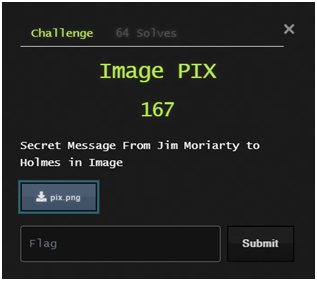 Challenge 64 Solves ×
Image PIX
167
Secret Message From Jim Moriarty to
Holmes in Image
pix.png
Flag Submit